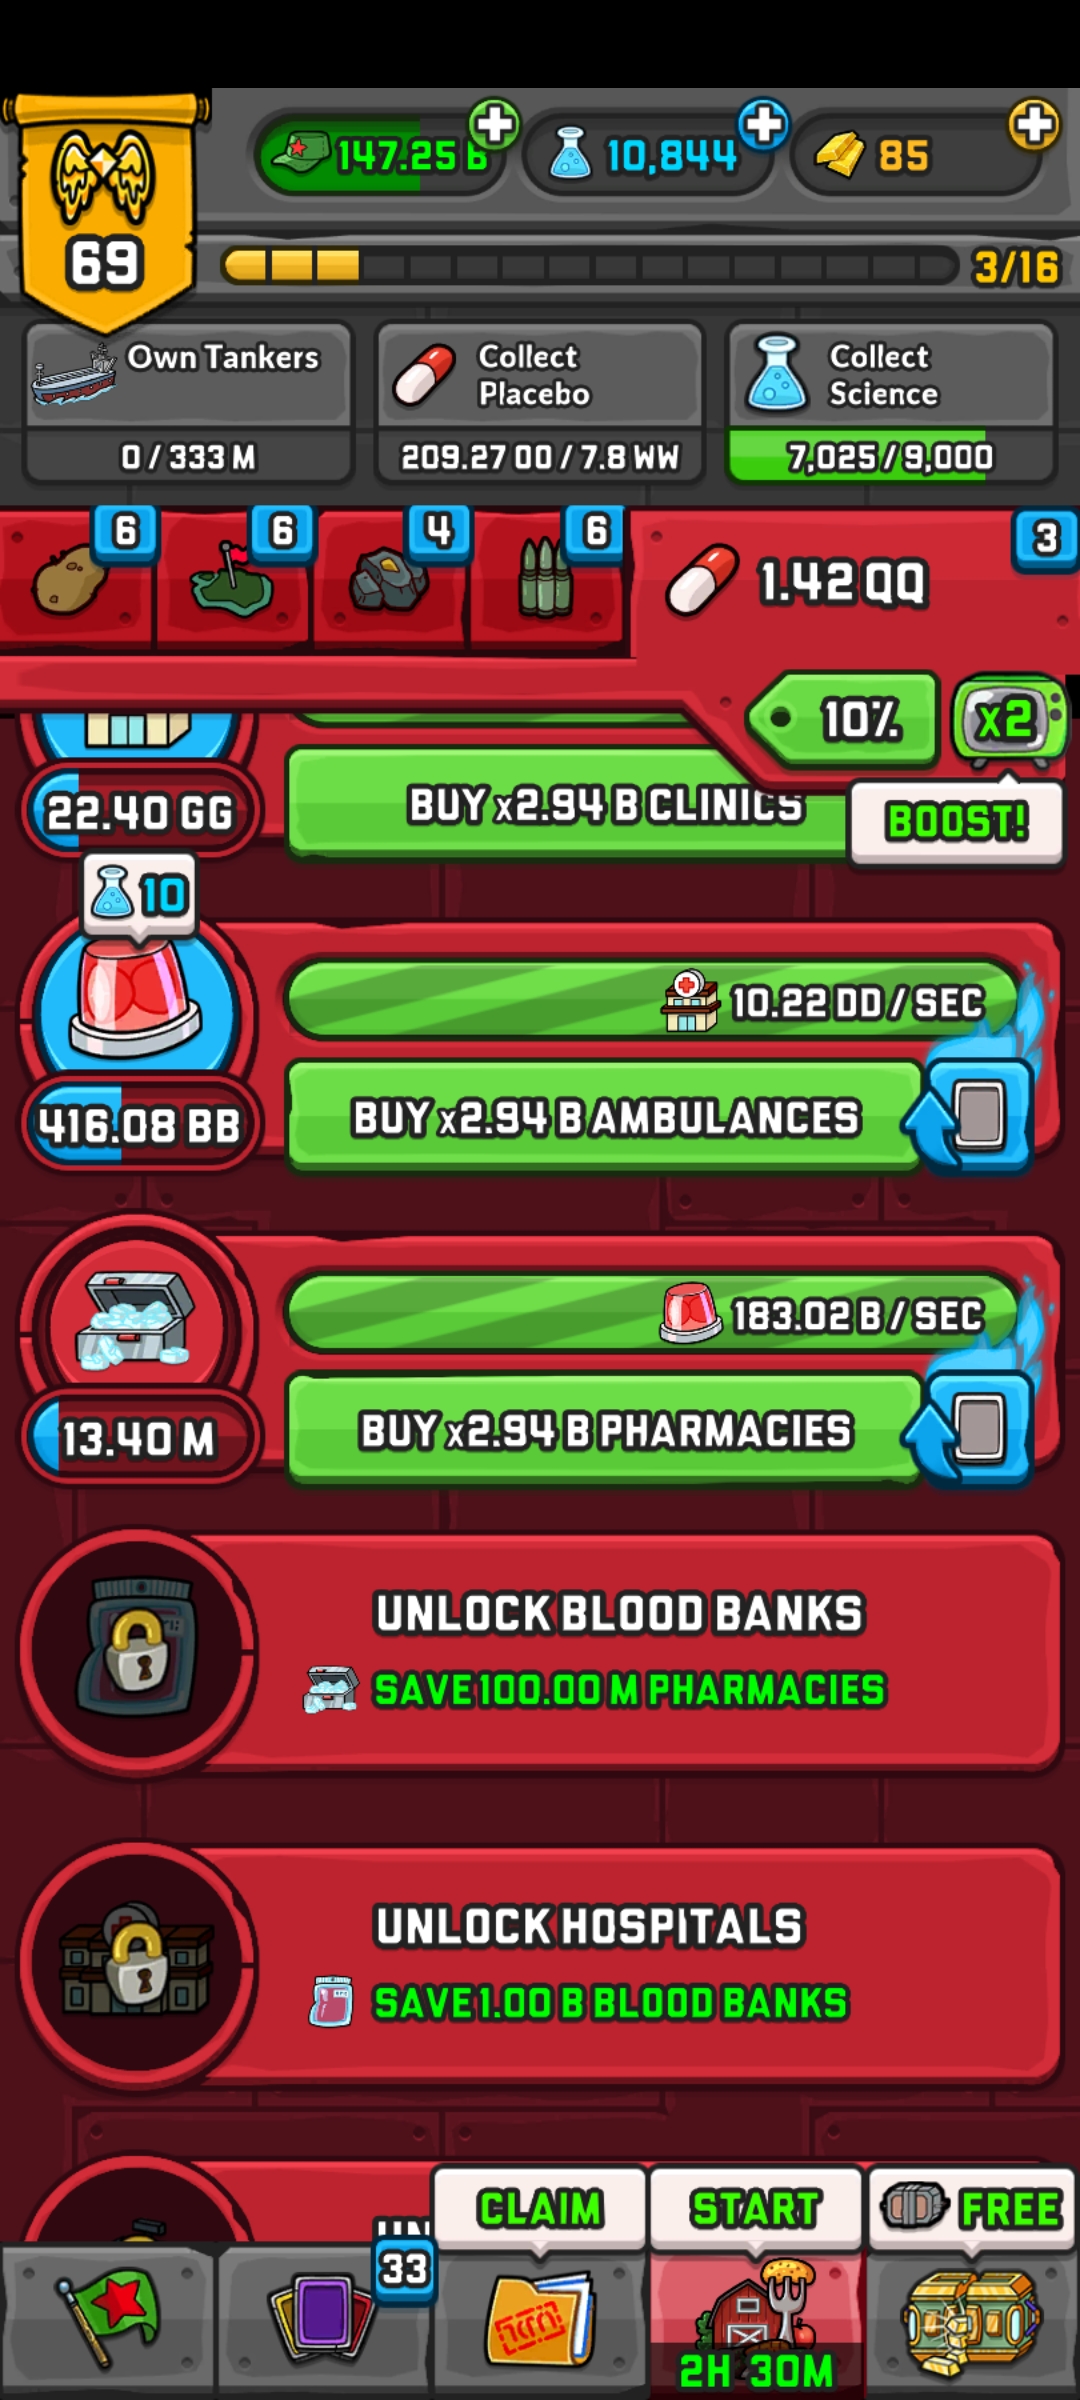 147.25 B
10,844
85
69
3/16
Own Tankers
0 / 333 M
Collect
Placebo
209.27 OO / 7.8 WW
Collect
Science
7,025 / 9,000
6
6
4
6
1.42 QQ
3
10%
x2
BOOST!
22.40 GG
BUY x2.94 B CLINICS
10
10.22 DD / SEC
416.08 BB
BUY x2.94 B AMBULANCES
183.02 B / SEC
13.40 M
BUY x2.94 B PHARMACIES
UNLOCK BLOOD BANKS
SAVE 100.00 M PHARMACIES
UNLOCK HOSPITALS
SAVE 1.00 B BLOOD BANKS
CLAIM
START
FREE
33
2H 30M